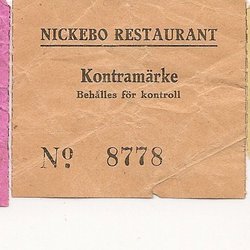 NICKEBO RESTAURANT
Kontramärke
Behålles för kontroll
Nº 8778